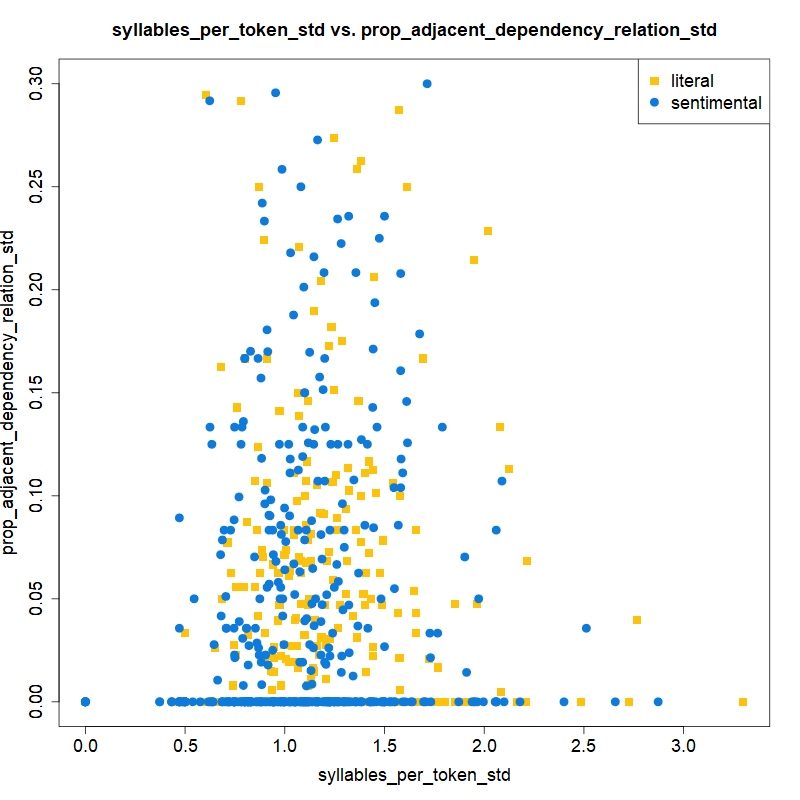 syllables_per_token_std vs. prop_adjacent_dependency_relation_std
literal
sentimental
prop_adjacent_dependency_relation_std
0.30
0.25
0.20
0.15
0.10
0.05
0.00
0.0 0.5 1.0 1.5 2.0 2.5 3.0
syllables_per_token_std